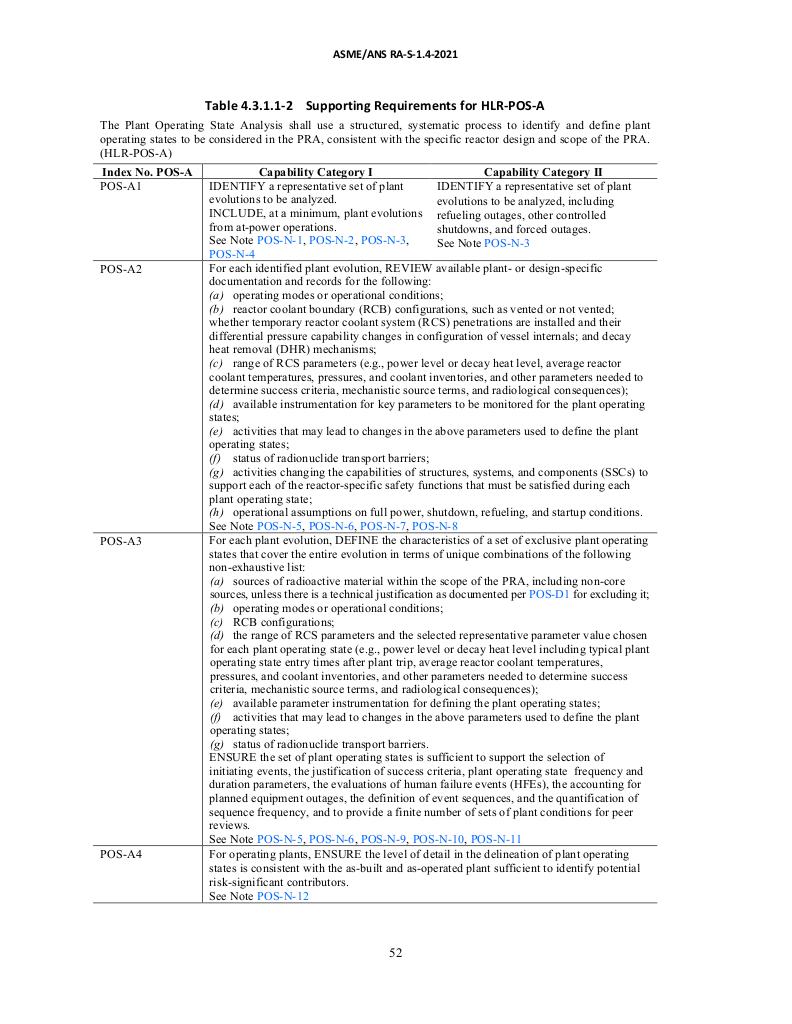 ASME/ANS RA-S-1.4-2021
Table 4.3.1.1-2 Supporting Requirements for HLR-POS-A
The Plant Operating State Analysis shall use a structured, systematic process to identify and define plant
operating states to be considered in the PRA, consistent with the specific reactor design and scope of the PRA.
(HLR-POS-A)
Index No. POS-A Capability Category I Capability Category II
POS-A1
IDENTIFY a representative set of plant
evolutions to be analyzed.
INCLUDE, at a minimum, plant evolutions
from at-power operations.
See Note POS-N-1, POS-N-2, POS-N-3,
POS-N-4
IDENTIFY a representative set of plant
evolutions to be analyzed, including
refueling outages, other controlled
shutdowns, and forced outages.
See Note POS-N-3
POS-A2
For each identified plant evolution, REVIEW available plant- or design-specific
documentation and records for the following:
(a) operating modes or operational conditions;
(b) reactor coolant boundary (RCB) configurations, such as vented or not vented;
whether temporary reactor coolant system (RCS) penetrations are installed and their
differential pressure capability changes in configuration of vessel internals; and decay
heat removal (DHR) mechanisms;
(c) range of RCS parameters (e.g., power level or decay heat level, average reactor
coolant temperatures, pressures, and coolant inventories, and other parameters needed to
determine success criteria, mechanistic source terms, and radiological consequences);
(d) available instrumentation for key parameters to be monitored for the plant operating
states;
(e) activities that may lead to changes in the above parameters used to define the plant
operating states;
(f) status of radionuclide transport barriers;
(g) activities changing the capabilities of structures, systems, and components (SSCs) to
support each of the reactor-specific safety functions that must be satisfied during each
plant operating state;
(h) operational assumptions on full power, shutdown, refueling, and startup conditions.
See Note POS-N-5, POS-N-6, POS-N-7, POS-N-8
POS-A3
For each plant evolution, DEFINE the characteristics of a set of exclusive plant operating
states that cover the entire evolution in terms of unique combinations of the following
non-exhaustive list:
(a) sources of radioactive material within the scope of the PRA, including non-core
sources, unless there is a technical justification as documented per POS-D1 for excluding it;
(b) operating modes or operational conditions;
(c) RCB configurations;
(d) the range of RCS parameters and the selected representative parameter value chosen
for each plant operating state (e.g., power level or decay heat level including typical plant
operating state entry times after plant trip, average reactor coolant temperatures,
pressures, and coolant inventories, and other parameters needed to determine success
criteria, mechanistic source terms, and radiological consequences);
(e) available parameter instrumentation for defining the plant operating states;
(f) activities that may lead to changes in the above parameters used to define the plant
operating states;
(g) status of radionuclide transport barriers.
ENSURE the set of plant operating states is sufficient to support the selection of
initiating events, the justification of success criteria, plant operating state frequency and
duration parameters, the evaluations of human failure events (HFEs), the accounting for
planned equipment outages, the definition of event sequences, and the quantification of
sequence frequency, and to provide a finite number of sets of plant conditions for peer
reviews.
See Note POS-N-5, POS-N-6, POS-N-9, POS-N-10, POS-N-11
POS-A4
For operating plants, ENSURE the level of detail in the delineation of plant operating
states is consistent with the as-built and as-operated plant sufficient to identify potential
risk-significant contributors.
See Note POS-N-12
52